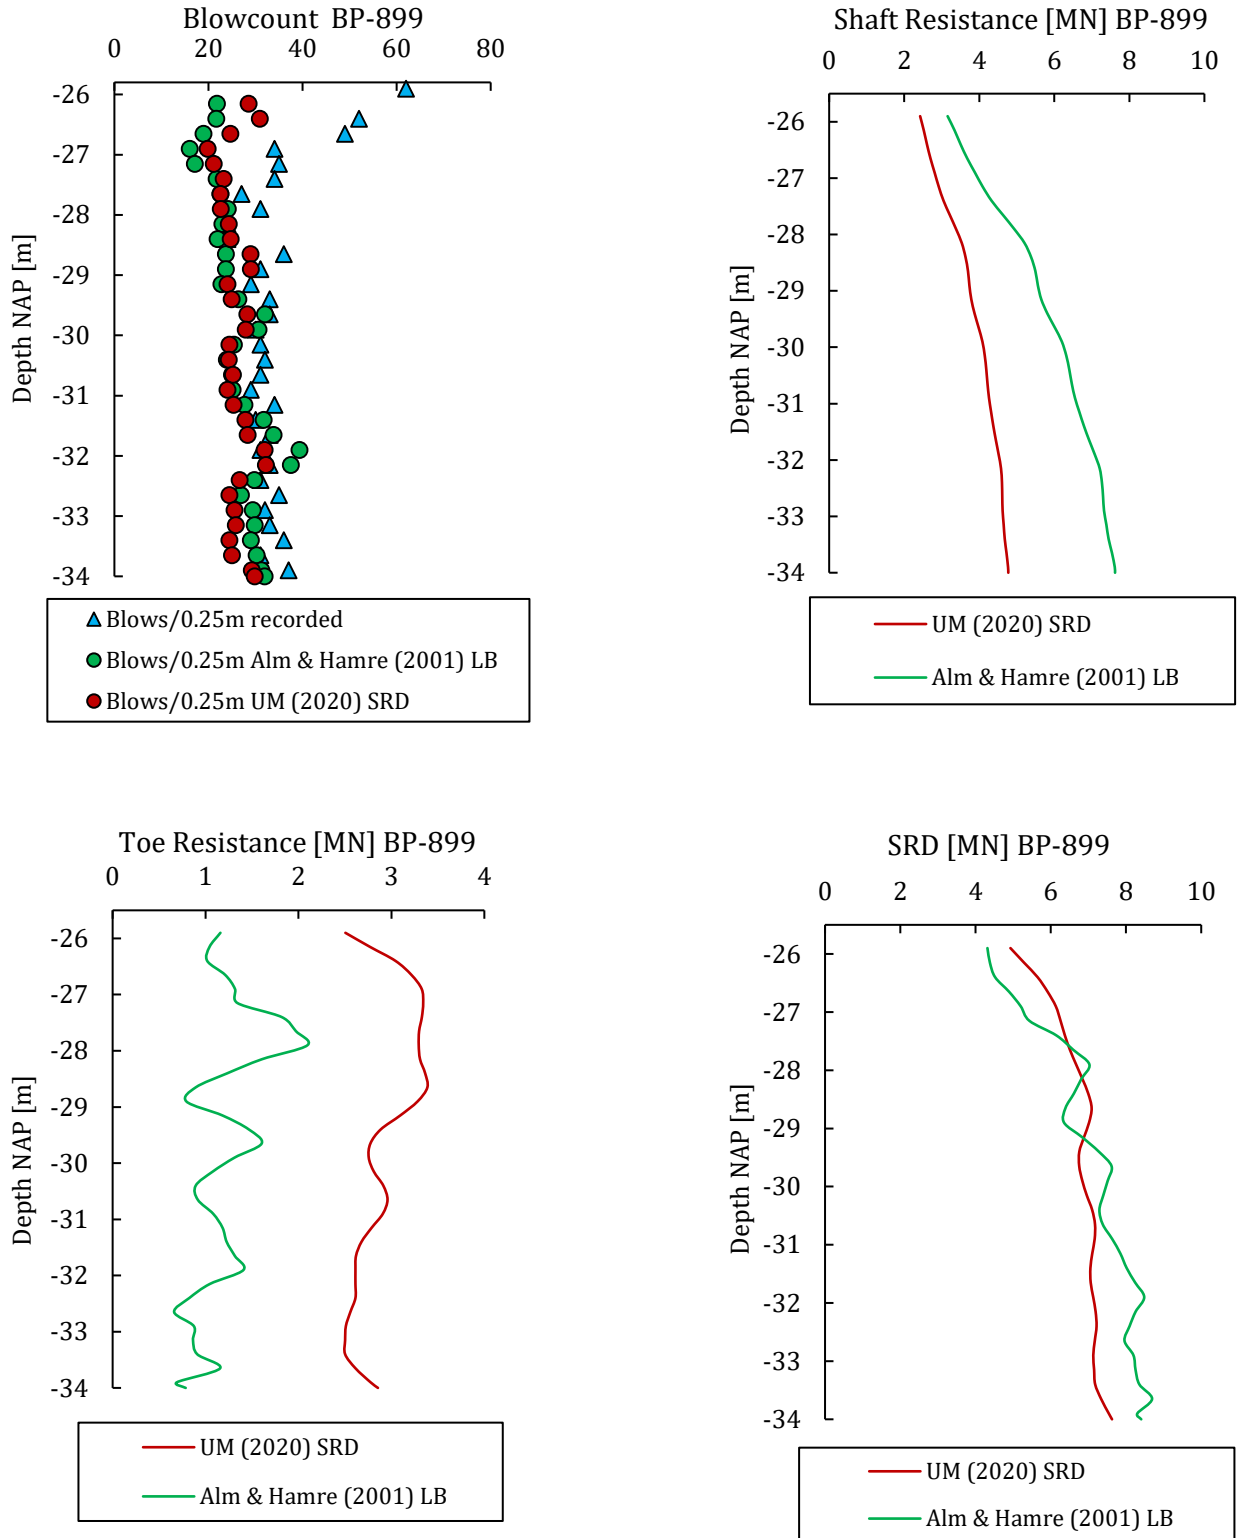 Blowcount BP-899
0 20 40 60 80
-26
-27
-28
-29
-30
-31
-32
-33
-34
Depth NAP [m]
Blows/0.25m recorded
Blows/0.25m Alm & Hamre (2001) LB
Blows/0.25m UM (2020) SRD
Shaft Resistance [MN] BP-899
0 2 4 6 8 10
-26
-27
-28
-29
-30
-31
-32
-33
-34
Depth NAP [m]
UM (2020) SRD
Alm & Hamre (2001) LB
Toe Resistance [MN] BP-899
0 1 2 3 4
-26
-27
-28
-29
-30
-31
-32
-33
-34
Depth NAP [m]
UM (2020) SRD
Alm & Hamre (2001) LB
SRD [MN] BP-899
0 2 4 6 8 10
-26
-27
-28
-29
-30
-31
-32
-33
-34
Depth NAP [m]
UM (2020) SRD
Alm & Hamre (2001) LB